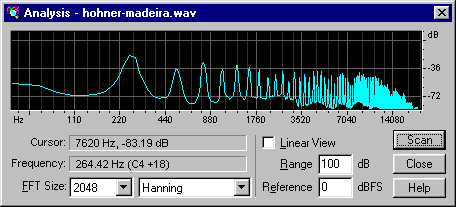 Analysis - hohner-madeira.wav
dB
-36
-72
Hz 110 220 440 880 1760 3520 7040 14080
Cursor: 7620 Hz, -83.19 dB
Linear View
Scan
Frequency: 264.42 Hz (C4 +18)
Range 100 dB
Close
FFT Size: 2048 Hanning
Reference 0 dBFS
Help